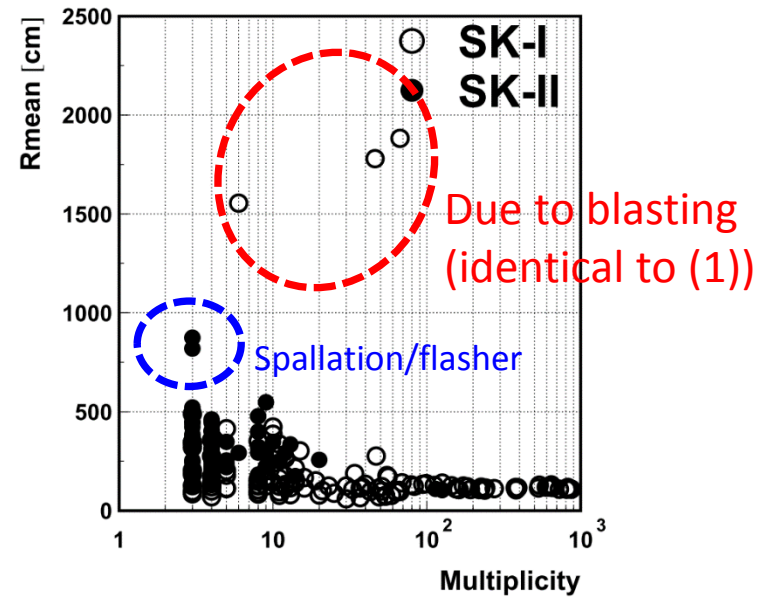 2500
2000
1500
1000
500
0
Rmean [cm]
SK-I
SK-II
Due to blasting
(identical to (1))
Spallation/flasher
1
10
10 2
10 3
Multiplicity